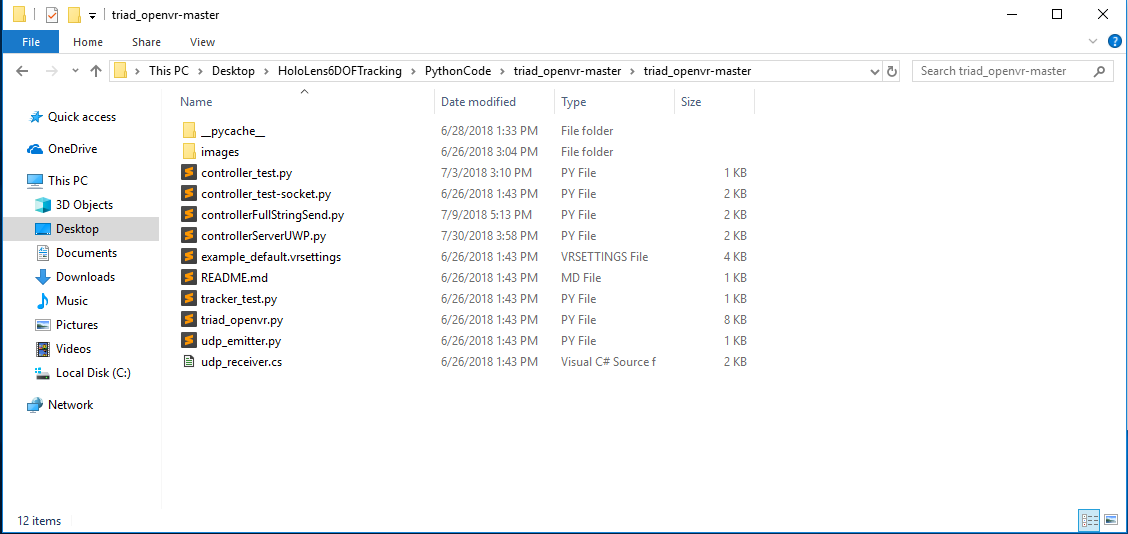 triad_openvr-master
File Home Share View
This PC Desktop HoloLens6DOFTracking PythonCode triad_openvr-master triad_openvr-master Search triad_openvr-master
Name Date modified Type Size
Quick access
OneDrive
This PC
3D Objects
Desktop
Documents
Downloads
Music
Pictures
Videos
Local Disk (C:)
Network
__pycache__ 6/28/2018 1:33 PM File folder
images 6/26/2018 3:04 PM File folder
controller_test.py 7/3/2018 3:10 PM PY File 1 KB
controller_test-socket.py 6/26/2018 1:43 PM PY File 2 KB
controllerFullStringSend.py 7/9/2018 5:13 PM PY File 2 KB
controllerServerUWP.py 7/30/2018 3:58 PM PY File 2 KB
example_default.vrsettings 6/26/2018 1:43 PM VRSETTINGS File 4 KB
README.md 6/26/2018 1:43 PM MD File 1 KB
tracker_test.py 6/26/2018 1:43 PM PY File 1 KB
triad_openvr.py 6/26/2018 1:43 PM PY File 8 KB
udp_emitter.py 6/26/2018 1:43 PM PY File 1 KB
udp_receiver.cs 6/26/2018 1:43 PM Visual C# Source f 2 KB
12 items